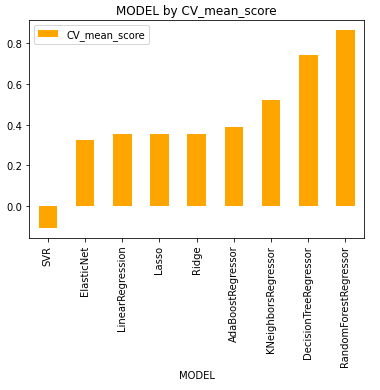 MODEL by CV_mean_score
CV_mean_score
0.8
0.6
0.4
0.2
0.0
SVR
ElasticNet
LinearRegression
Lasso
Ridge
AdaBoostRegressor
KNeighborsRegressor
DecisionTreeRegressor
RandomForestRegressor
MODEL